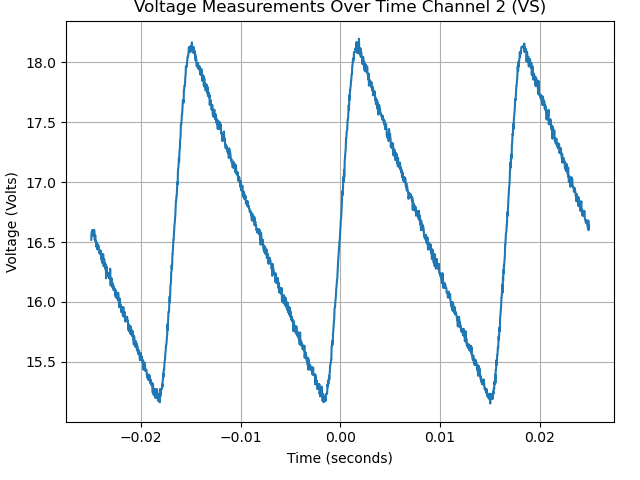 Voltage Measurements Over Time Channel 2 (VS)
18.0
17.5
17.0
16.5
16.0
15.5
Voltage (Volts)
−0.02 −0.01 0.00 0.01 0.02
Time (seconds)